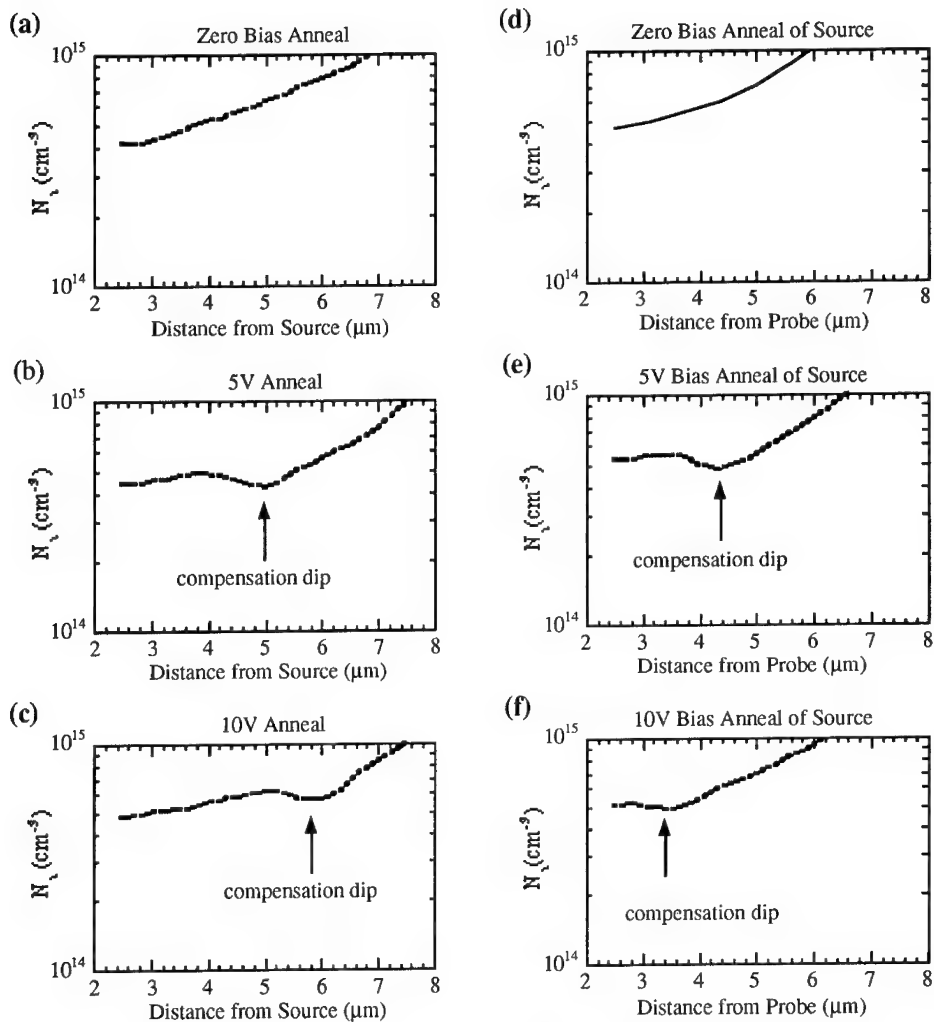 (a)
Zero Bias Anneal
10^15
N_x (cm^-3)
10^14
2 3 4 5 6 7 8
Distance from Source (μm)
(b)
5V Anneal
10^15
N_x (cm^-3)
compensation dip
10^14
2 3 4 5 6 7 8
Distance from Source (μm)
(c)
10V Anneal
10^15
N_x (cm^-3)
compensation dip
10^14
2 3 4 5 6 7 8
Distance from Source (μm)
(d)
Zero Bias Anneal of Source
10^15
N_x (cm^-3)
10^14
2 3 4 5 6 7 8
Distance from Probe (μm)
(e)
5V Bias Anneal of Source
10^15
N_x (cm^-3)
compensation dip
10^14
2 3 4 5 6 7 8
Distance from Probe (μm)
(f)
10V Bias Anneal of Source
10^15
N_x (cm^-3)
compensation dip
10^14
2 3 4 5 6 7 8
Distance from Probe (μm)